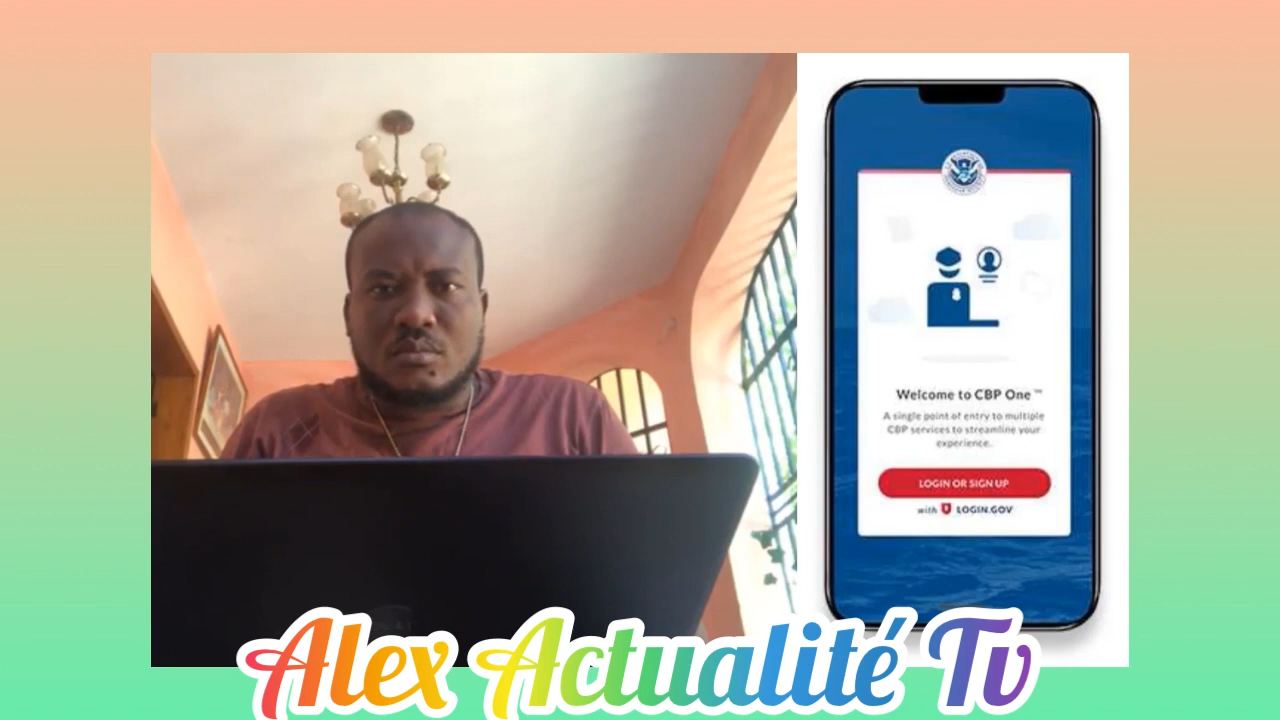 Welcome to CBP One™
A single point of entry to multiple
CBP services to streamline your
experience.
LOGIN OR SIGN UP
with LOGIN.GOV
Alex Actualité Tv